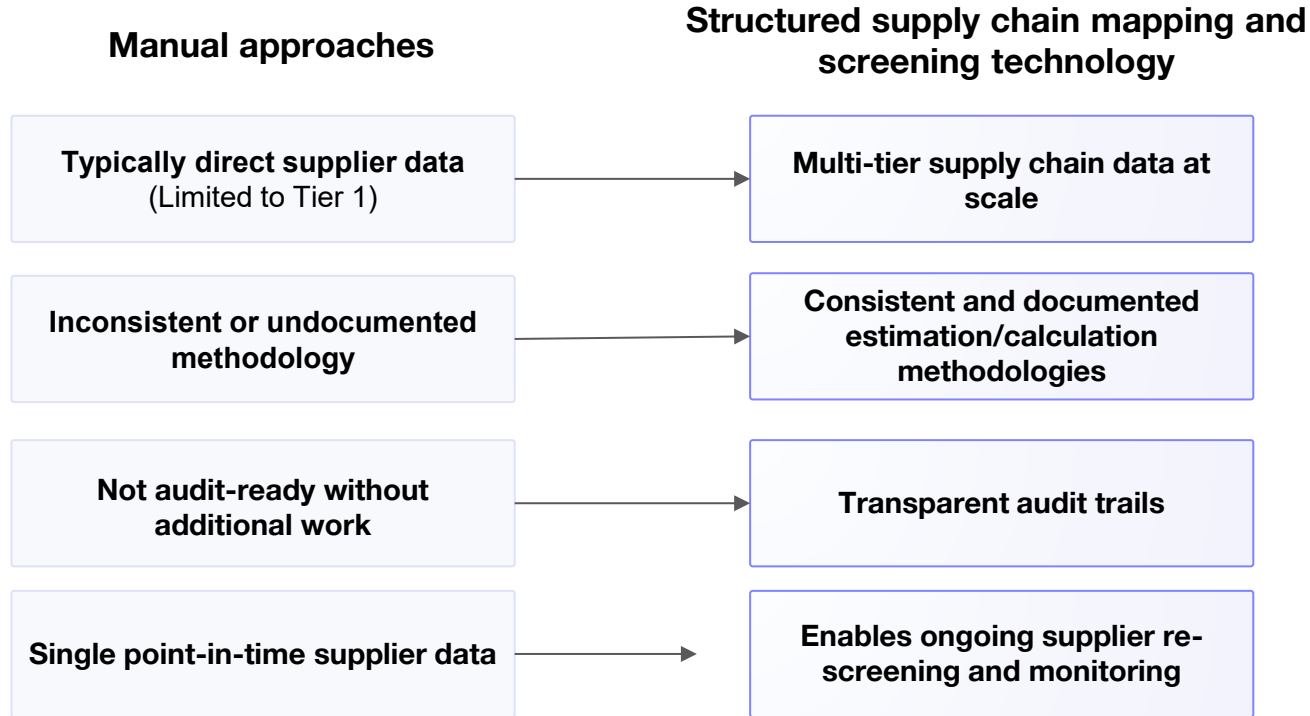 Manual approaches
Structured supply chain mapping and
screening technology
Typically direct supplier data
(Limited to Tier 1)
Multi-tier supply chain data at
scale
Inconsistent or undocumented
methodology
Consistent and documented
estimation/calculation
methodologies
Not audit-ready without
additional work
Transparent audit trails
Single point-in-time supplier data
Enables ongoing supplier re-
screening and monitoring